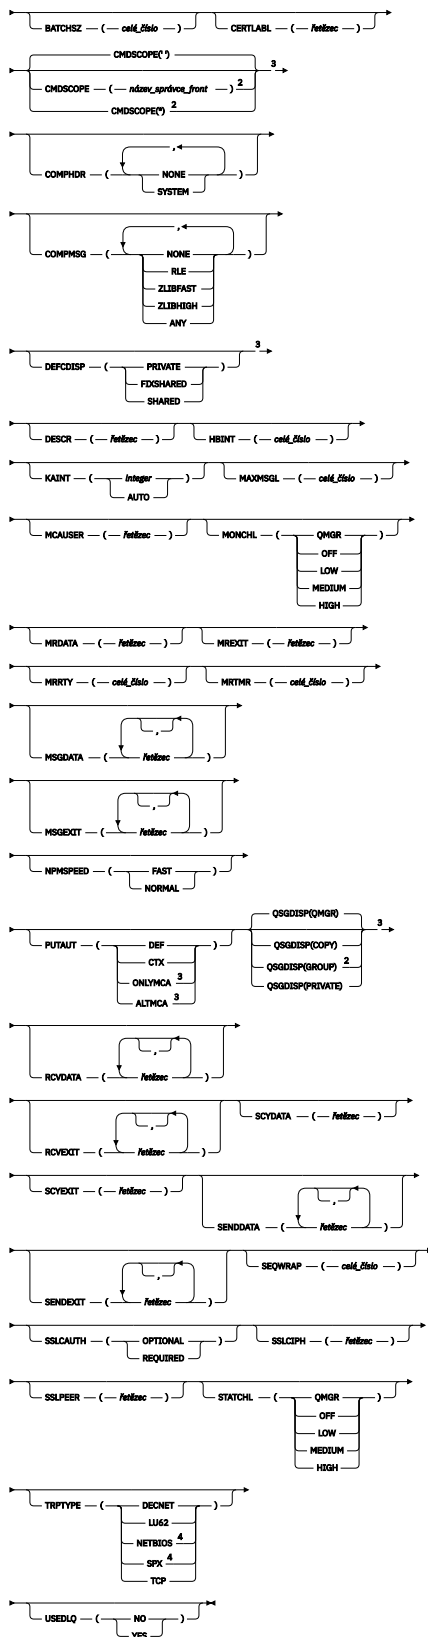 BATCHSZ ( celé_číslo ) CERTLABL ( řetězec )
CMDSCOPE(' ')
3
CMDSCOPE ( název_správce_front ) 2
CMDSCOPE(*) 2
,
COMPHDR ( NONE )
SYSTEM
,
COMPMSG ( NONE )
RLE
ZLIBFAST
ZLIBHIGH
ANY
3
DEFCDISP ( PRIVATE )
FIXSHARED
SHARED
DESCR ( řetězec ) HBINT ( celé_číslo )
KAINT ( integer ) MAXMSGL ( celé_číslo )
AUTO
MCAUSER ( řetězec ) MONCHL ( QMGR )
OFF
LOW
MEDIUM
HIGH
MRDATA ( řetězec ) MREXIT ( řetězec )
MRRTY ( celé_číslo ) MRTMR ( celé_číslo )
,
MSGDATA ( řetězec )
,
MSGEXIT ( řetězec )
NPMSPEED ( FAST )
NORMAL
QSGDISP(QMGR) 3
PUTAUT ( DEF ) QSGDISP(COPY)
CTX QSGDISP(GROUP) 2
ONLYMCA 3 QSGDISP(PRIVATE)
ALTMCA 3
,
RCVDATA ( řetězec )
,
RCVEXIT ( řetězec ) SCYDATA ( řetězec )
,
SCYEXIT ( řetězec ) SENDDATA ( řetězec )
,
SENDEXIT ( řetězec ) SEQWRAP ( celé_číslo )
SSLCAUTH ( OPTIONAL ) SSLCIPH ( řetězec )
REQUIRED
SSLPEER ( řetězec ) STATCHL ( QMGR )
OFF
LOW
MEDIUM
HIGH
TRPTYPE ( DECNET )
LU62
NETBIOS 4
SPX 4
TCP
USEDLQ ( NO )
YES